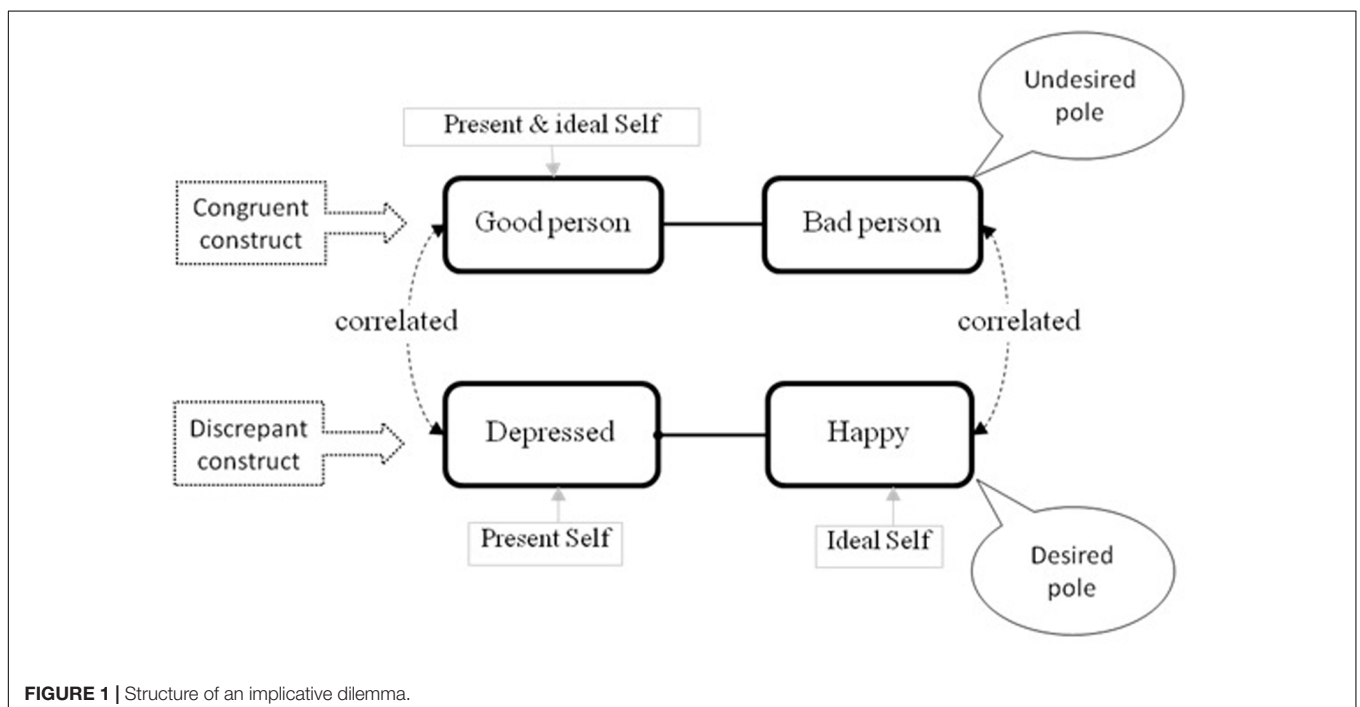 Undesired
pole
Present & ideal Self
Congruent
construct
Good person
Bad person
correlated
correlated
Discrepant
construct
Depressed
Happy
Present Self
Ideal Self
Desired
pole
FIGURE 1 | Structure of an implicative dilemma.